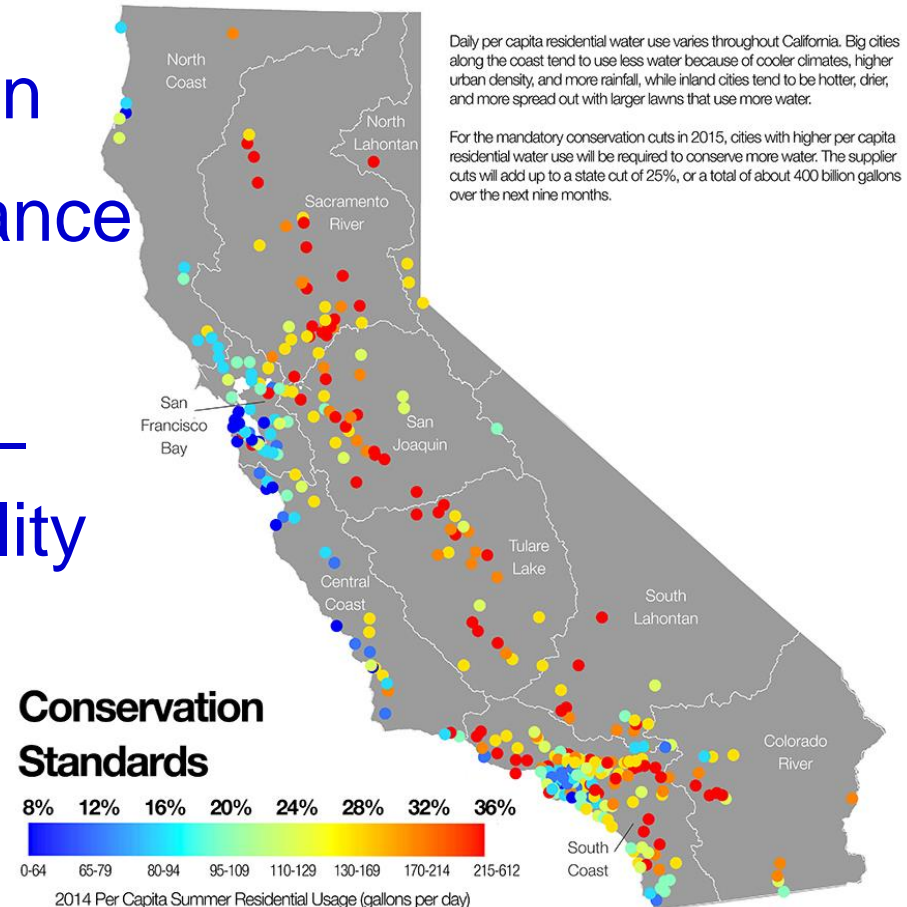 n
ance
–
lity
Daily per capita residential water use varies throughout California. Big cities
along the coast tend to use less water because of cooler climates, higher
urban density, and more rainfall, while inland cities tend to be hotter, drier,
and more spread out with larger lawns that use more water.
For the mandatory conservation cuts in 2015, cities with higher per capita
residential water use will be required to conserve more water. The supplier
cuts will add up to a state cut of 25%, or a total of about 400 billion gallons
over the next nine months.
North
Coast
North
Lahontan
Sacramento
River
San
Francisco
Bay
San
Joaquin
Tulare
Lake
Central
Coast
South
Lahontan
Colorado
River
South
Coast
Conservation
Standards
8% 12% 16% 20% 24% 28% 32% 36%
0-64 65-79 80-94 95-109 110-129 130-169 170-214 215-612
2014 Per Capita Summer Residential Usage (gallons per day)